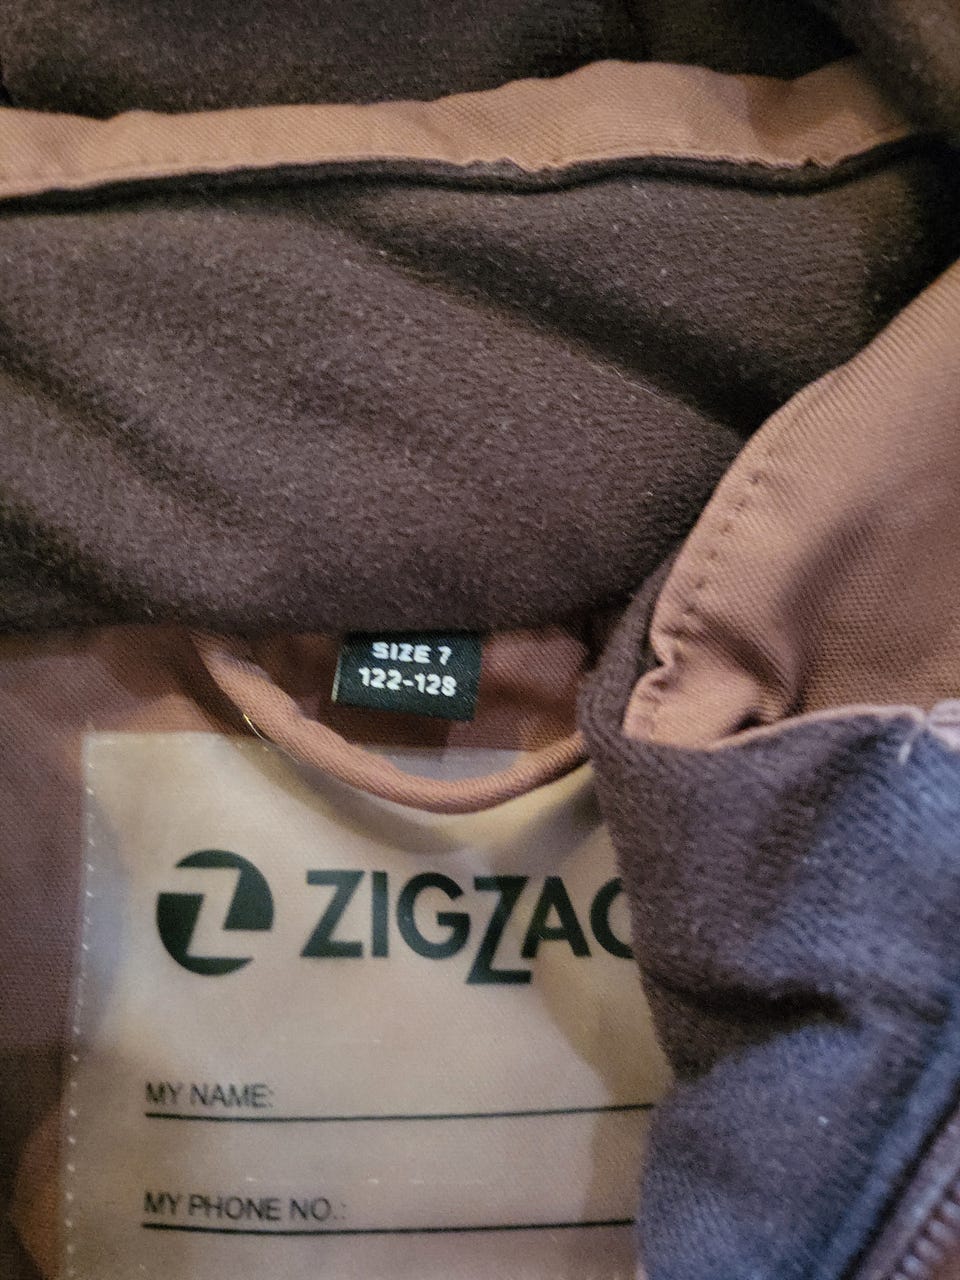 SIZE 7
122-128
ZIGZAG
MY NAME:
MY PHONE NO.: